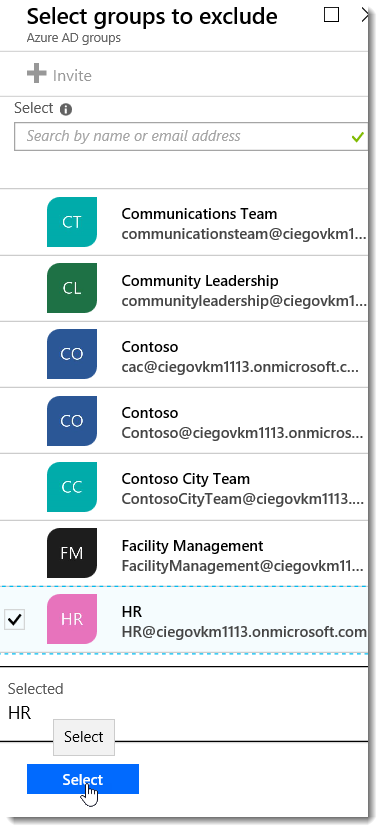 Select groups to exclude
Azure AD groups
Invite
Select
Search by name or email address
CT
Communications Team
communicationsteam@ciegovkm1...
CL
Community Leadership
communityleadership@ciegovkm1...
CO
Contoso
cac@ciegovkm1113.onmicrosoft.c...
CO
Contoso
Contoso@ciegovkm1113.onmicros...
CC
Contoso City Team
ContosoCityTeam@ciegovkm1113....
FM
Facility Management
FacilityManagement@ciegovkm11...
HR
HR
HR@ciegovkm1113.onmicrosoft.com
Selected
HR
Select
Select